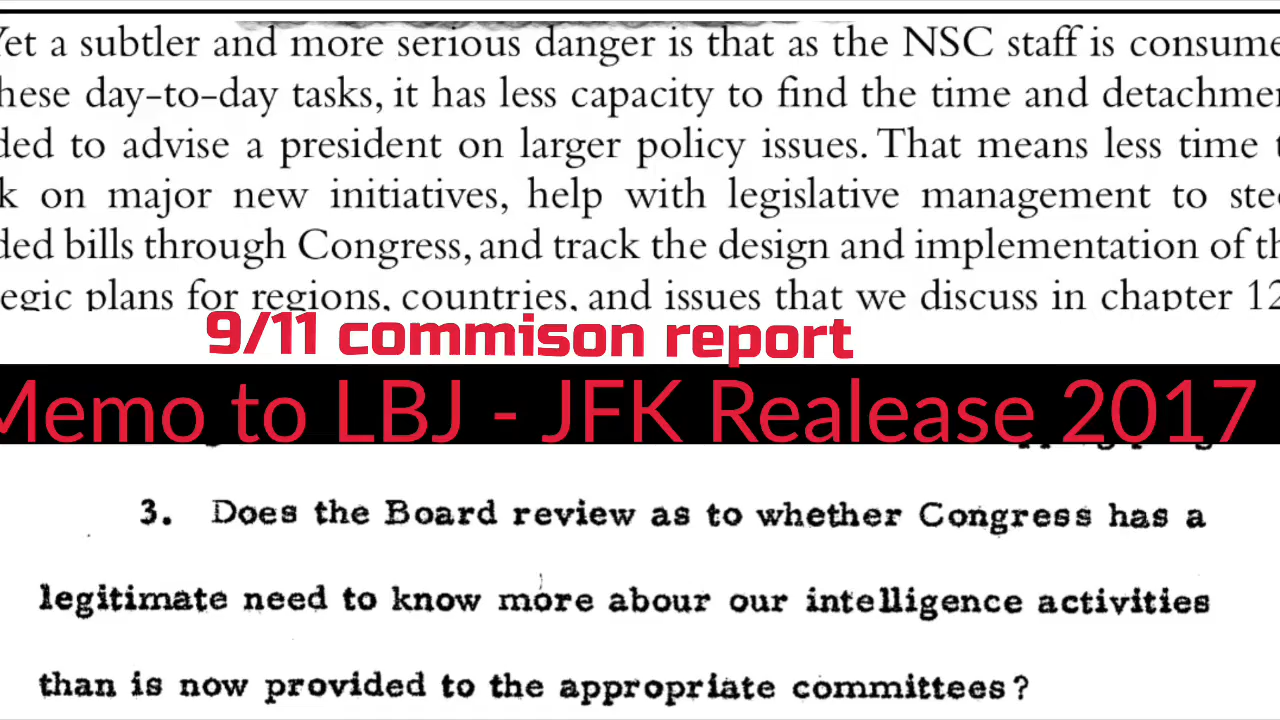 et a subtler and more serious danger is that as the NSC staff is consume
hese day-to-day tasks, it has less capacity to find the time and detachmen
ded to advise a president on larger policy issues. That means less time t
k on major new initiatives, help with legislative management to stee
ded bills through Congress, and track the design and implementation of th
egic plans for regions, countries, and issues that we discuss in chapter 12
9/11 commison report
Memo to LBJ - JFK Realease 2017
3. Does the Board review as to whether Congress has a
legitimate need to know more abour our intelligence activities
than is now provided to the appropriate committees?